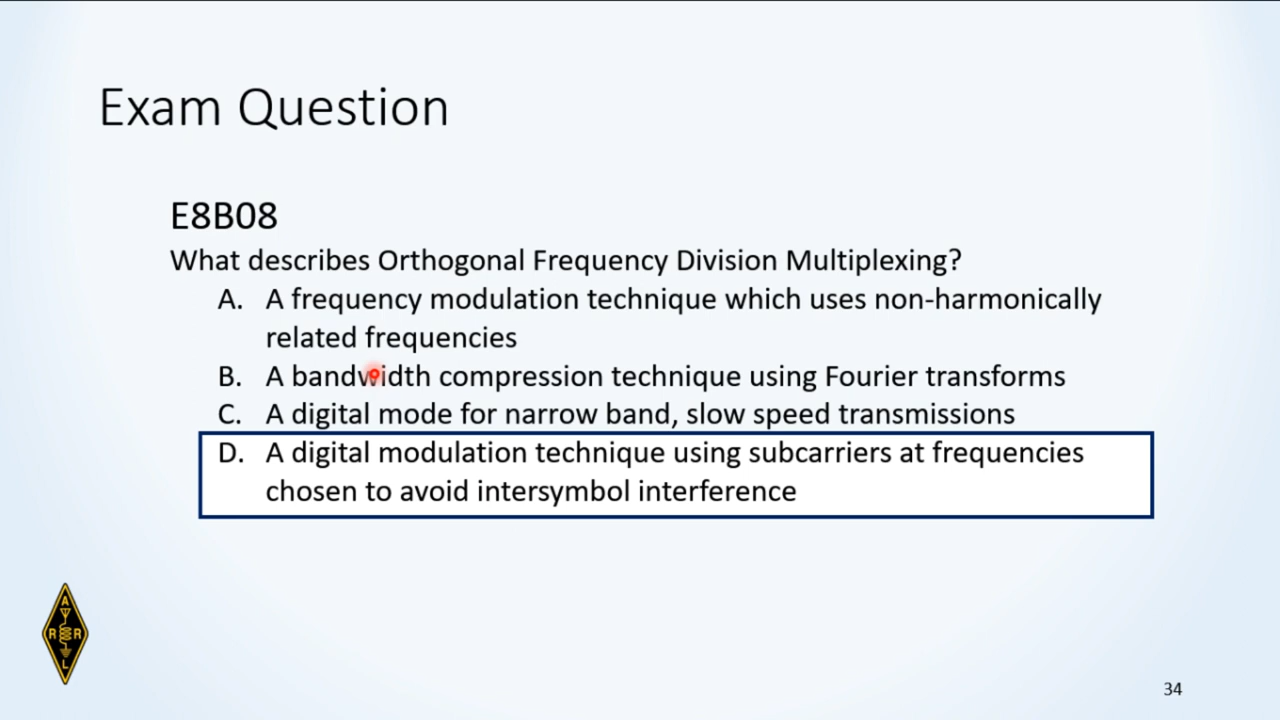 Exam Question
E8B08
What describes Orthogonal Frequency Division Multiplexing?
A. A frequency modulation technique which uses non-harmonically
related frequencies
B. A bandwidth compression technique using Fourier transforms
C. A digital mode for narrow band, slow speed transmissions
D. A digital modulation technique using subcarriers at frequencies
chosen to avoid intersymbol interference
A
R R
L
34